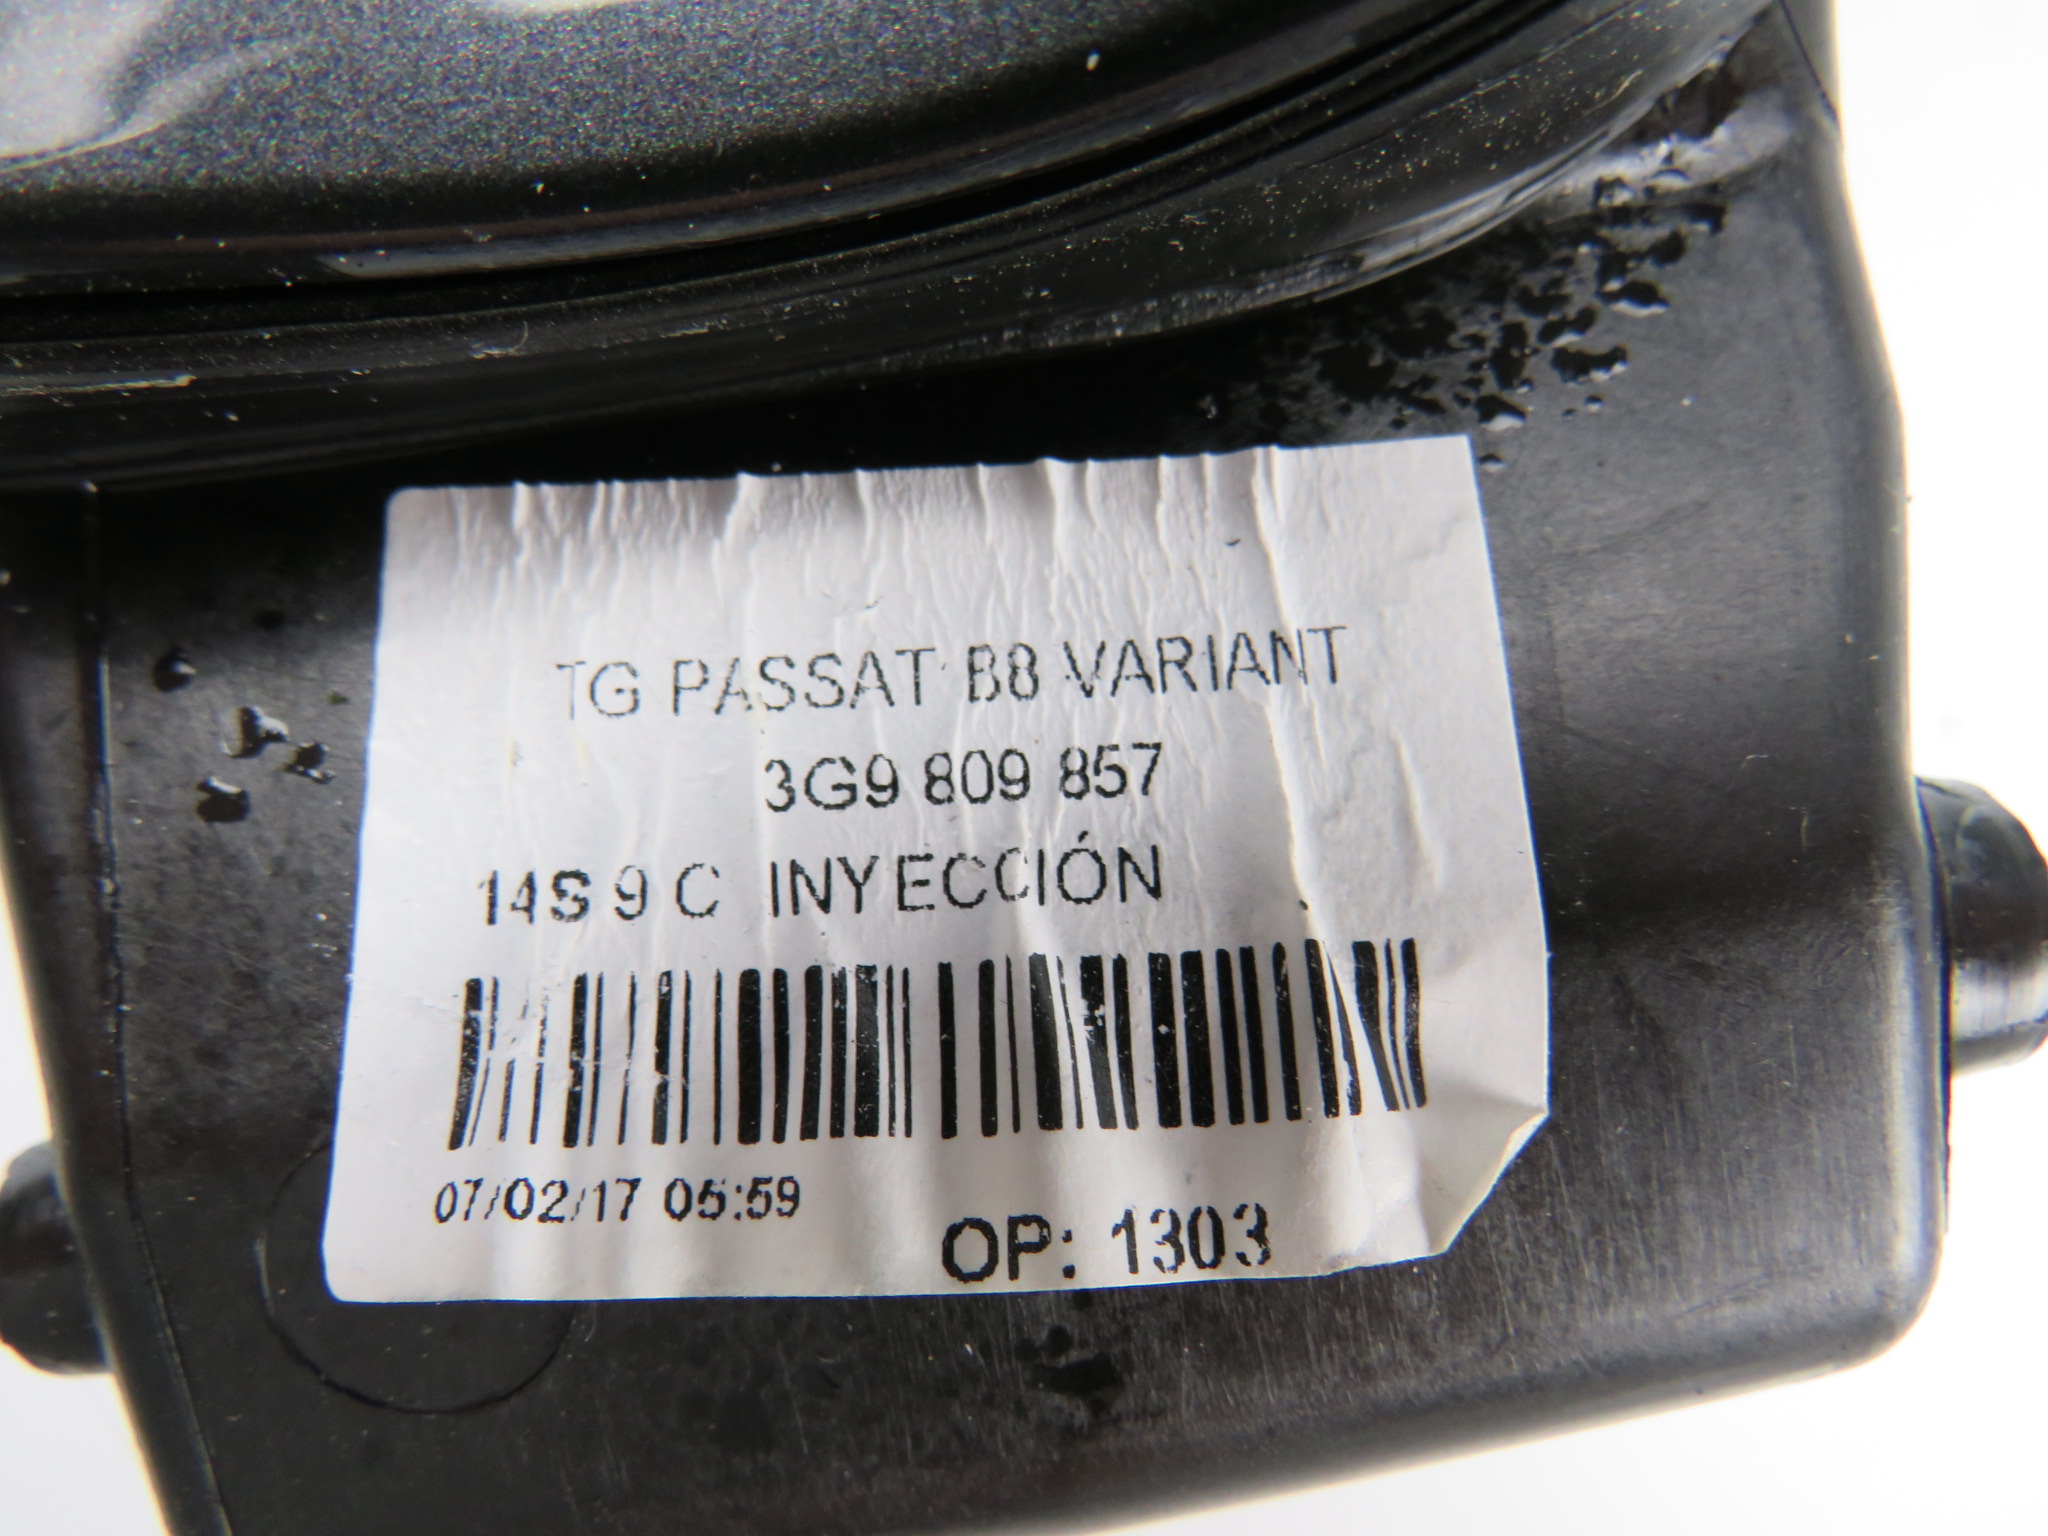 TG PASSAT B8 VARIANT
3G9 809 857
14S 9 C INYECCIÓN
07/02/17 05:59
OP: 1303